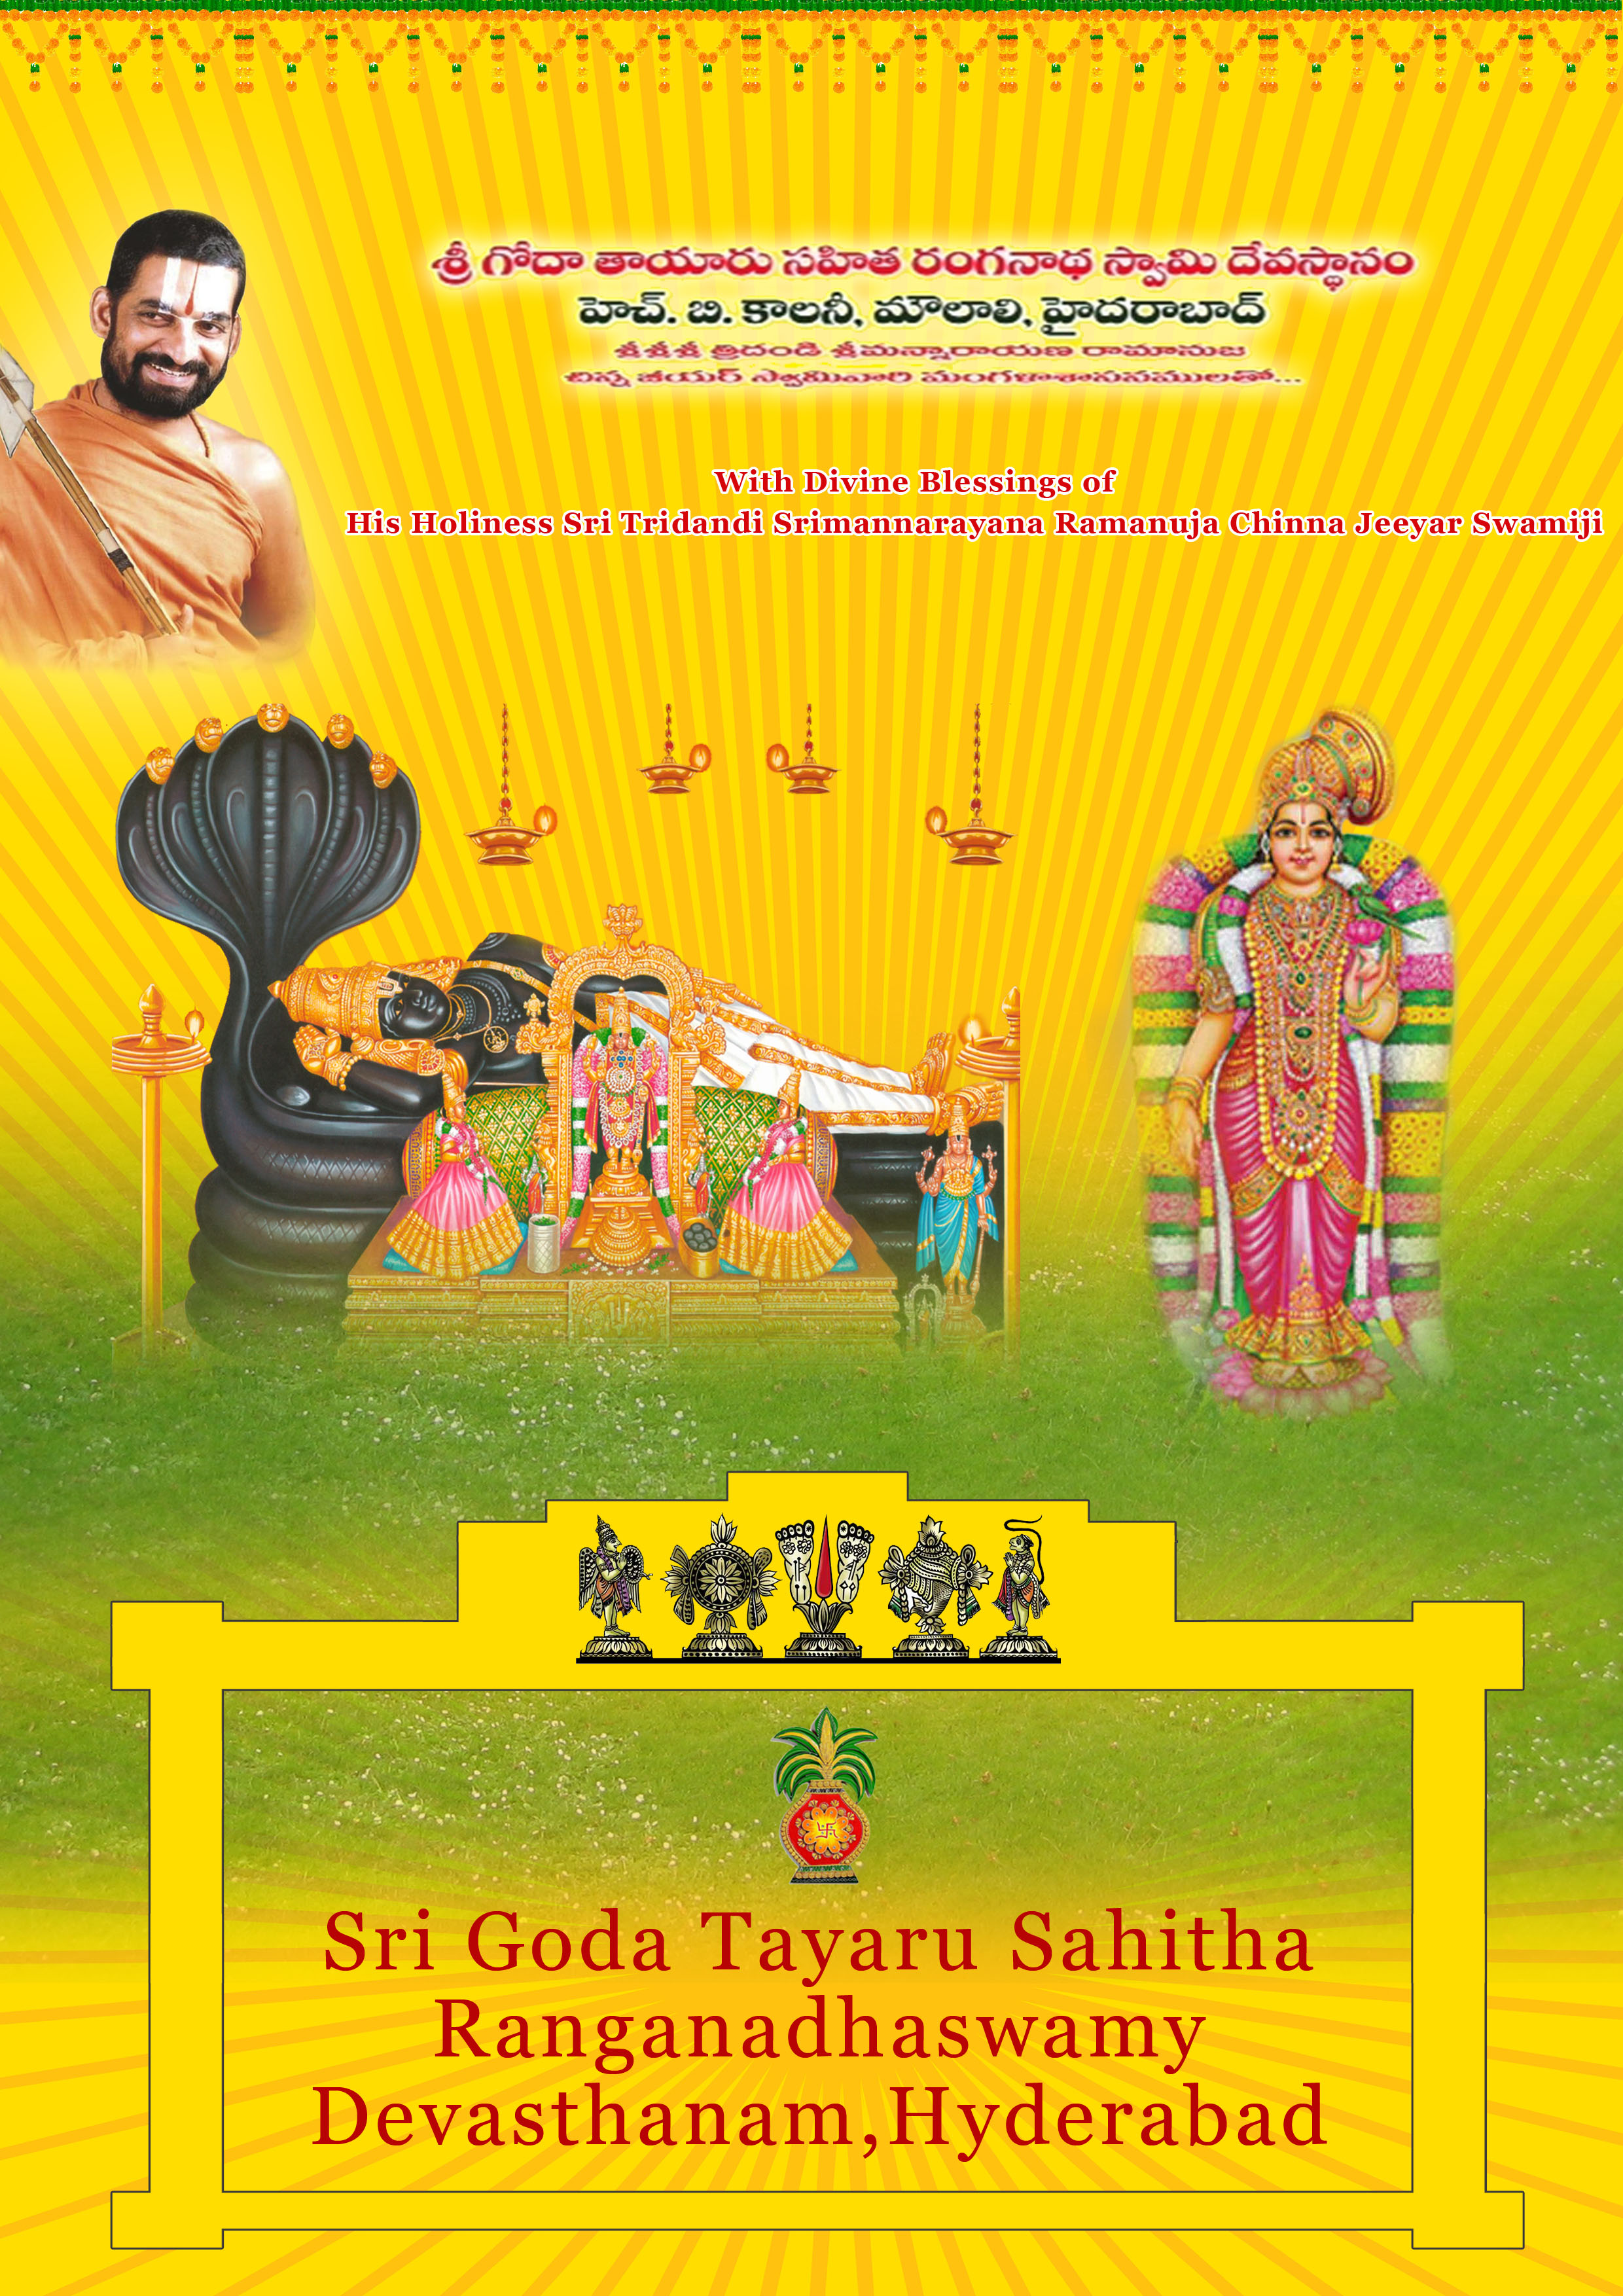 శ్రీ గోదా తాయారు సహిత రంగనాథ స్వామి దేవస్థానం
హెచ్. బి. కాలనీ, మౌలాలి, హైదరాబాద్
శ్రీశ్రీశ్రీ త్రిదండి శ్రీమన్నారాయణ రామానుజ
చిన్న జీయర్ స్వామివారి మంగళాశాసనములతో...
With Divine Blessings of
His Holiness Sri Tridandi Srimannarayana Ramanuja Chinna Jeeyar Swamiji
Sri Goda Tayaru Sahitha
Ranganadhaswamy
Devasthanam,Hyderabad